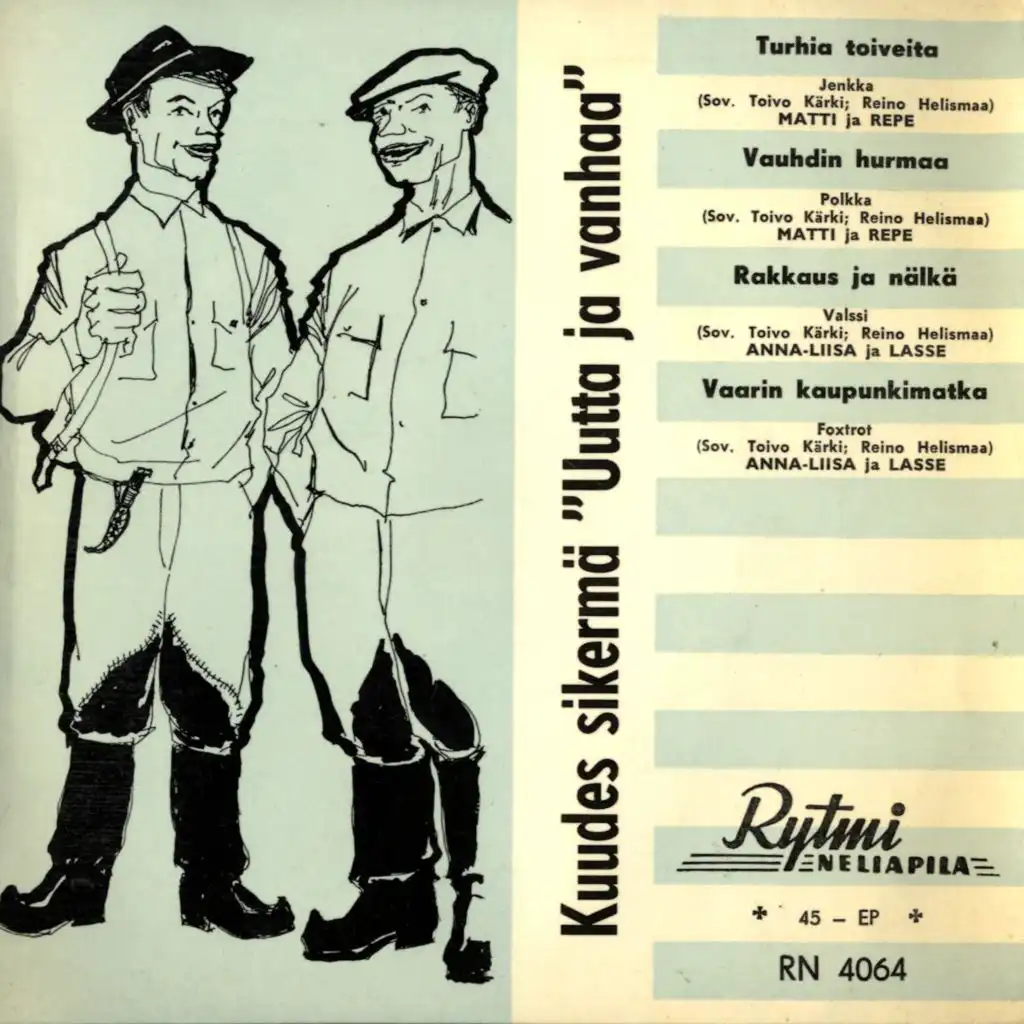 Kuudes sikermä "Uutta ja vanhaa"
Turhia toiveita
Jenkka
(Sov. Toivo Kärki; Reino Helismaa)
MATTI ja REPE
Vauhdin hurmaa
Polkka
(Sov. Toivo Kärki; Reino Helismaa)
MATTI ja REPE
Rakkaus ja nälkä
Valssi
(Sov. Toivo Kärki; Reino Helismaa)
ANNA-LIISA ja LASSE
Vaarin kaupunkimatka
Foxtrot
(Sov. Toivo Kärki; Reino Helismaa)
ANNA-LIISA ja LASSE
Rytmi
NELIAPILA
45 – EP
RN 4064